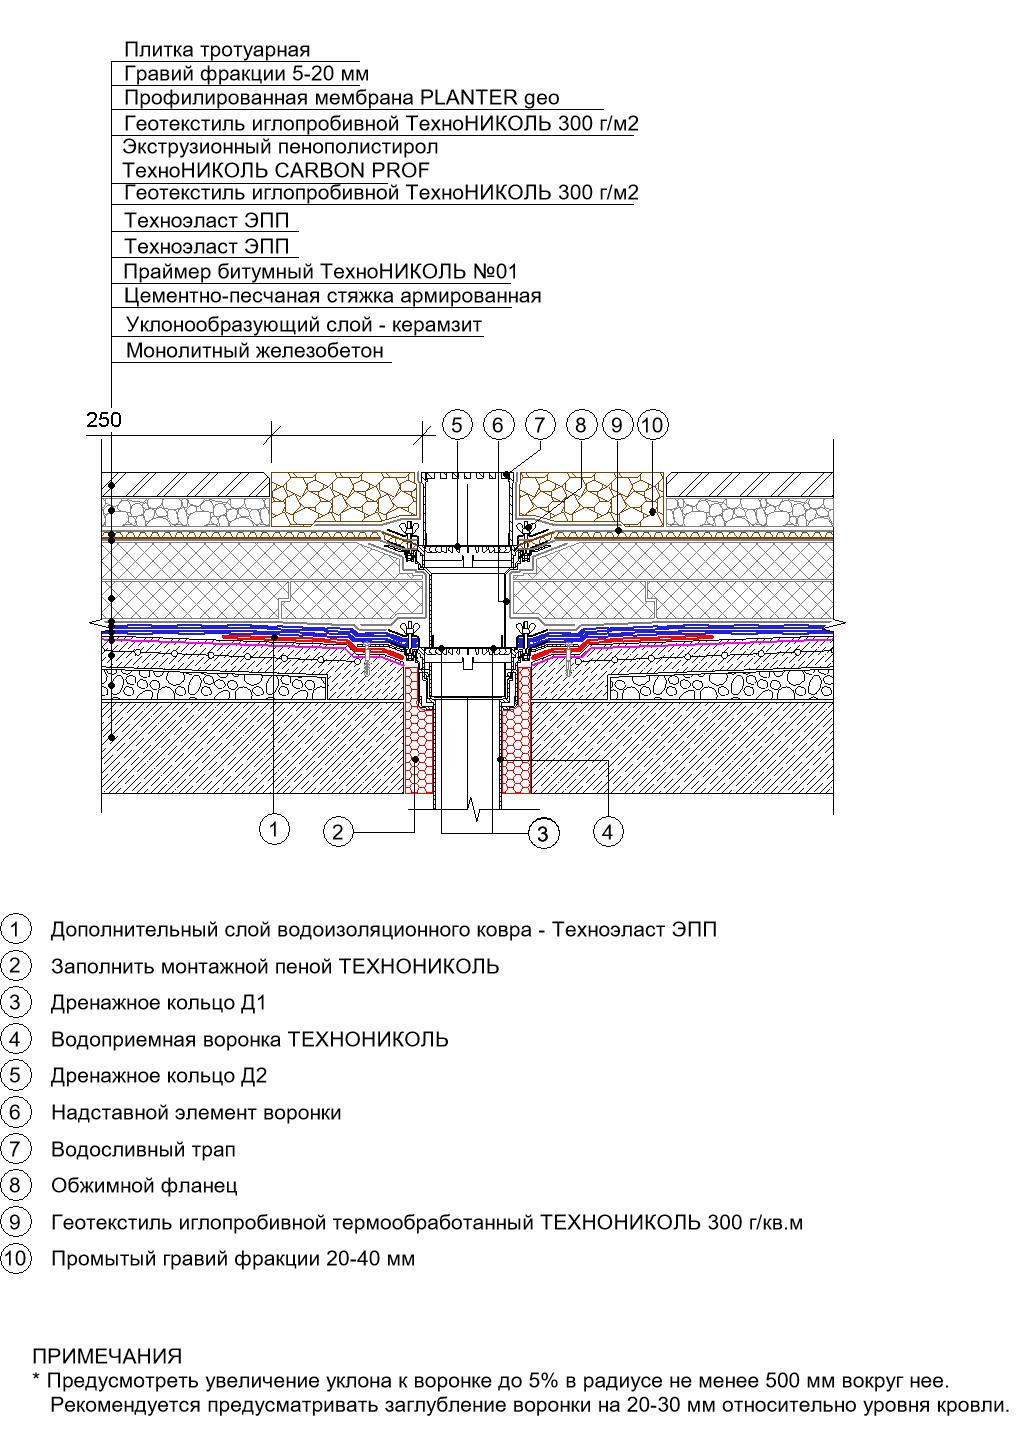 Плитка тротуарная
Гравий фракции 5-20 мм
Профилированная мембрана PLANTER geo
Геотекстиль иглопробивной ТехноНИКОЛЬ 300 г/м2
Экструзионный пенополистирол
ТехноНИКОЛЬ CARBON PROF
Геотекстиль иглопробивной ТехноНИКОЛЬ 300 г/м2
Техноэласт ЭПП
Техноэласт ЭПП
Праймер битумный ТехноНИКОЛЬ №01
Цементно-песчаная стяжка армированная
Уклонообразующий слой - керамзит
Монолитный железобетон
250
5 6 7 8 9 10
1 2 3 4
1 Дополнительный слой водоизоляционного ковра - Техноэласт ЭПП
2 Заполнить монтажной пеной ТЕХНОНИКОЛЬ
3 Дренажное кольцо Д1
4 Водоприемная воронка ТЕХНОНИКОЛЬ
5 Дренажное кольцо Д2
6 Надставной элемент воронки
7 Водосливный трап
8 Обжимной фланец
9 Геотекстиль иглопробивной термообработанный ТЕХНОНИКОЛЬ 300 г/кв.м
10 Промытый гравий фракции 20-40 мм
ПРИМЕЧАНИЯ
* Предусмотреть увеличение уклона к воронке до 5% в радиусе не менее 500 мм вокруг нее.
Рекомендуется предусматривать заглубление воронки на 20-30 мм относительно уровня кровли.